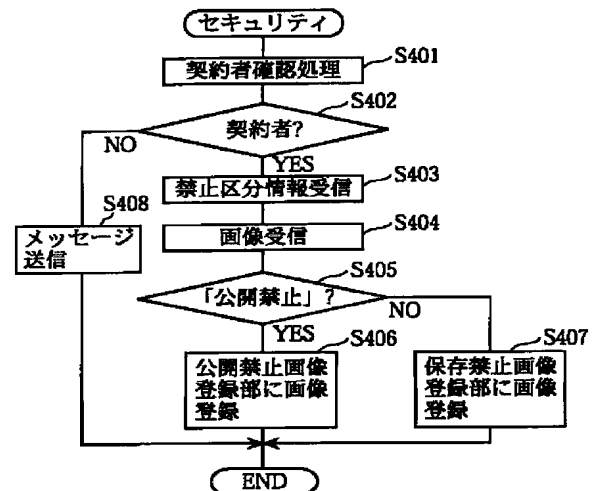 セキュリティ
契約者確認処理
S401
S402
契約者?
NO
YES
禁止区分情報受信
S403
S408
メッセージ
送信
画像受信
S404
S405
「公開禁止」?
NO
YES
S406
公開禁止画像
登録部に画像
登録
S407
保存禁止画像
登録部に画像
登録
END